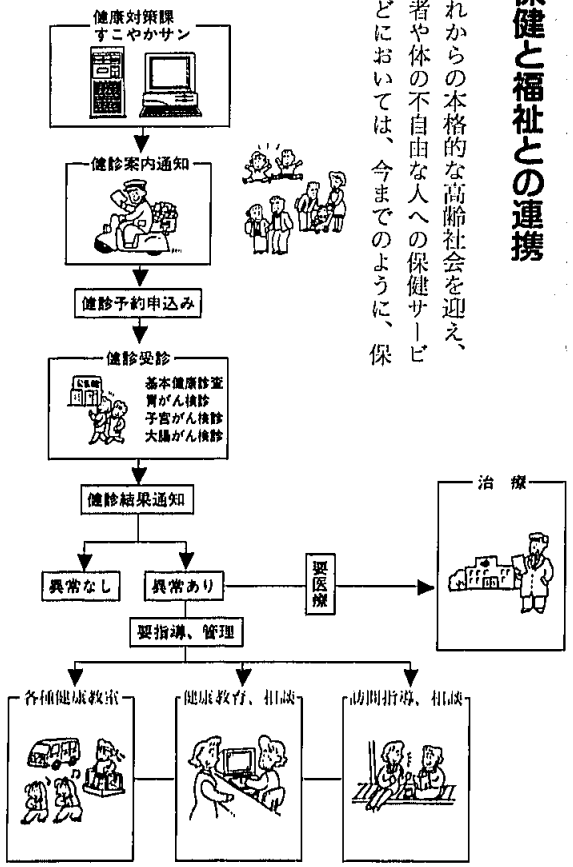 保健と福祉との連携
れからの本格的な高齢社会を迎え、
者や体の不自由な人への保健サービ
どにおいては、今までのように、保
健康対策課
すこやかサン
健診案内通知
健診予約申込み
健診受診
基本健康診査
胃がん検診
子宮がん検診
大腸がん検診
健診結果通知
異常なし
異常あり
要医療
治療
要指導、管理
各種健康教室
健康教育、相談
訪問指導、相談